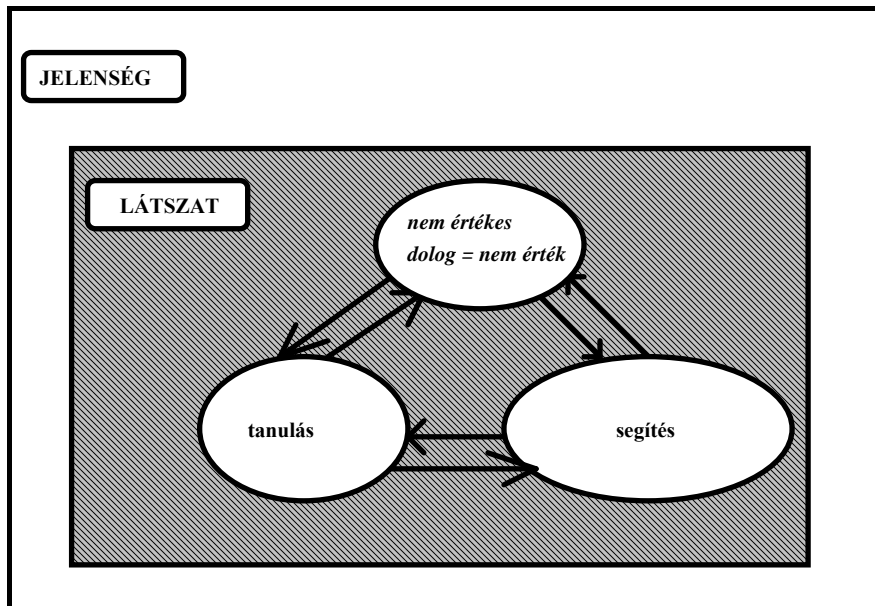 JELENSÉG
LÁTSZAT
nem értékes
dolog = nem érték
tanulás
segítés